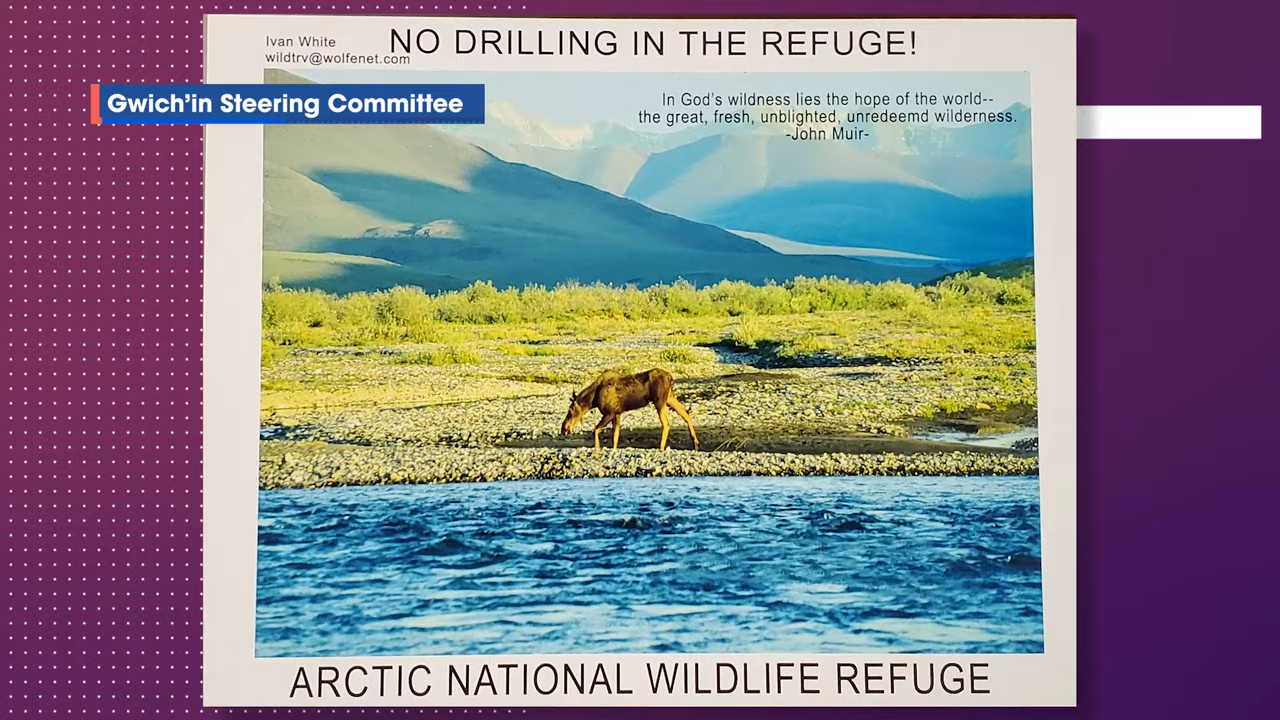 Ivan White
wildtrv@wolfenet.com
NO DRILLING IN THE REFUGE!
Gwich'in Steering Committee
In God's wildness lies the hope of the world--
the great, fresh, unblighted, unredeemd wilderness.
-John Muir-
ARCTIC NATIONAL WILDLIFE REFUGE